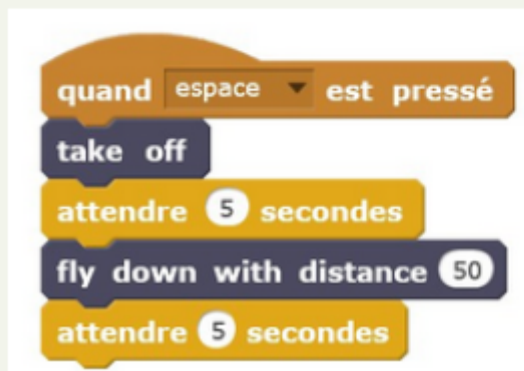 quand espace est pressé
take off
attendre 5 secondes
fly down with distance 50
attendre 5 secondes